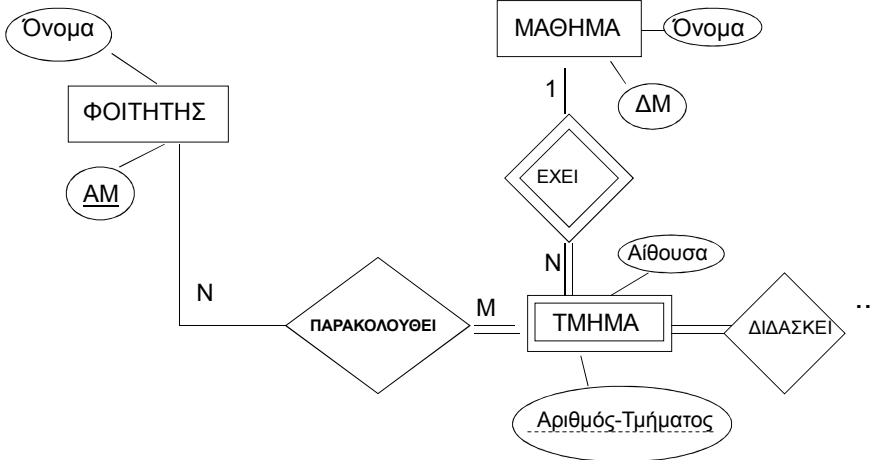 Όνομα
ΜΑΘΗΜΑ
Όνομα
ΦΟΙΤΗΤΗΣ
1
ΔΜ
ΑΜ
ΕΧΕΙ
Ν
Αίθουσα
Ν
Μ
ΠΑΡΑΚΟΛΟΥΘΕΙ
ΤΜΗΜΑ
ΔΙΔΑΣΚΕΙ
..
Αριθμός-Τμήματος